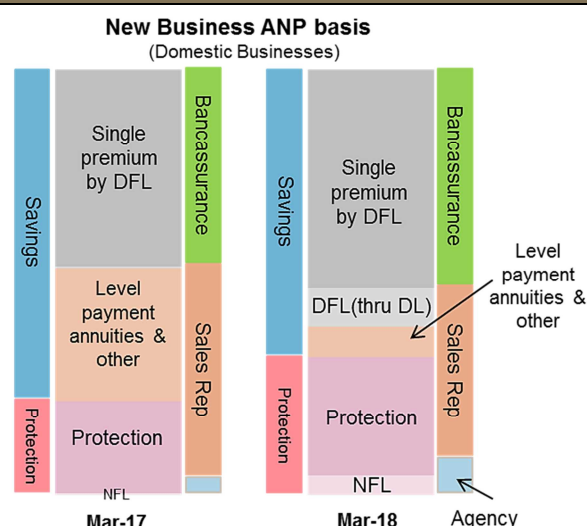 New Business ANP basis
(Domestic Businesses)
Savings
Protection
Single
premium
by DFL
Level
payment
annuities &
other
Protection
NFL
Bancassurance
Sales Rep
Mar-17
Savings
Protection
Single
premium
by DFL
DFL(thru DL)
Protection
NFL
Bancassurance
Sales Rep
Level
payment
annuities &
other
Mar-18
Agency